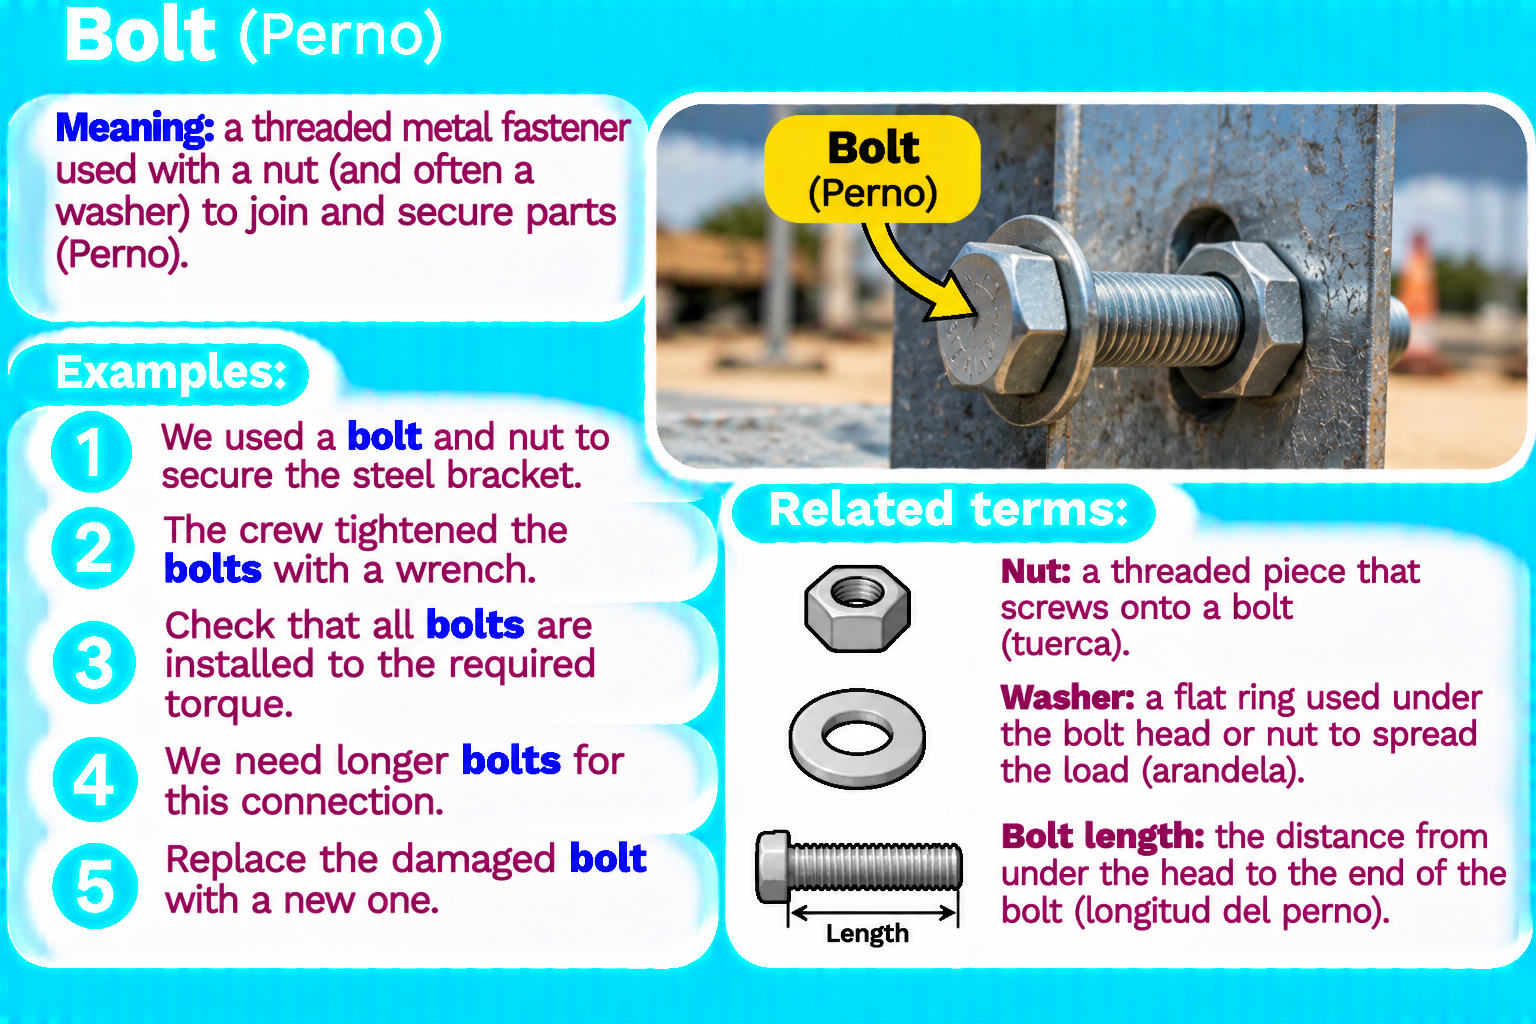 Bolt (Perno)
Meaning: a threaded metal fastener
used with a nut (and often a
washer) to join and secure parts
(Perno).
Bolt
(Perno)
Examples:
1 We used a bolt and nut to
secure the steel bracket.
2 The crew tightened the
bolts with a wrench.
3 Check that all bolts are
installed to the required
torque.
4 We need longer bolts for
this connection.
5 Replace the damaged bolt
with a new one.
Related terms:
Nut: a threaded piece that
screws onto a bolt
(tuerca).
Washer: a flat ring used under
the bolt head or nut to spread
the load (arandela).
Bolt length: the distance from
under the head to the end of the
bolt (longitud del perno).
Length